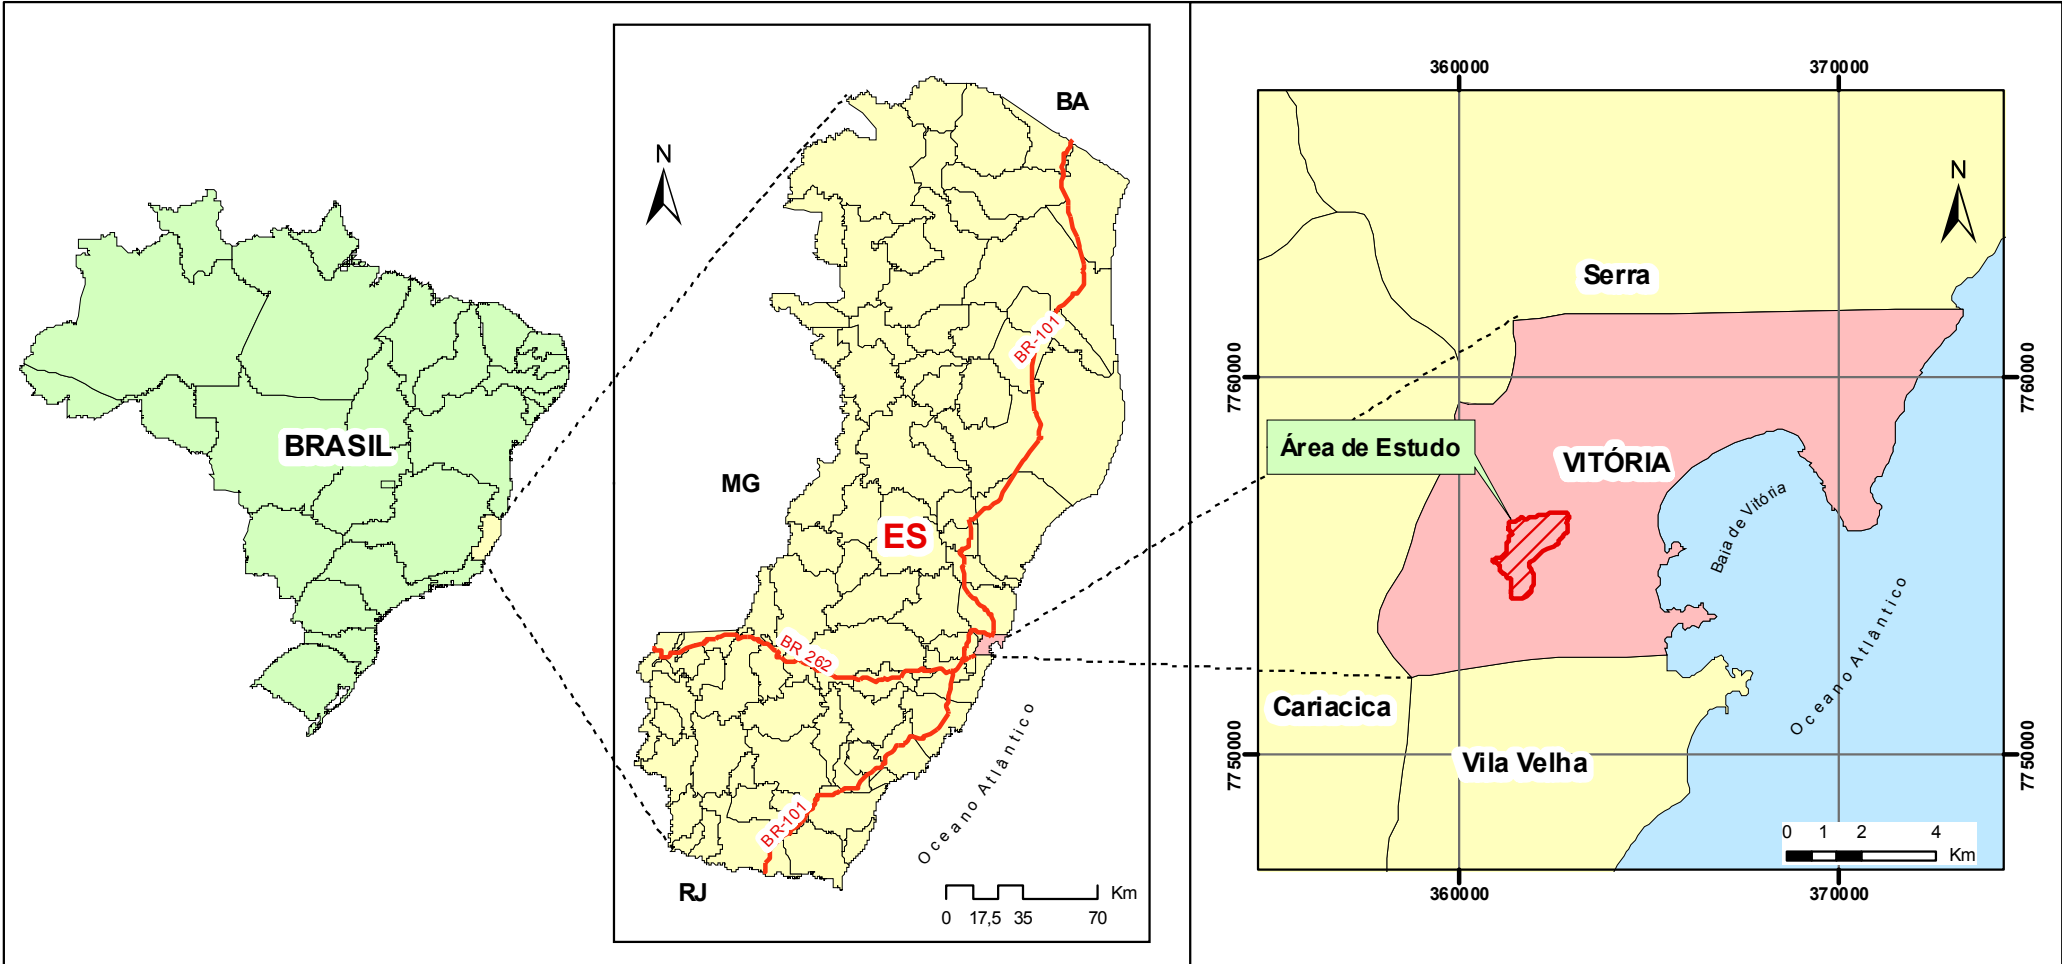 BRASIL
N
BA
MG
ES
BR-101
BR 262
BR-101
RJ
Oceano Atlântico
Km
0 17,5 35 70
360000 370000
N
Serra
7760000 7760000
Área de Estudo
VITÓRIA
Baia de Vitória
Oceano Atlântico
Cariacica
Vila Velha
7750000 7750000
0 1 2 4
Km
360000 370000